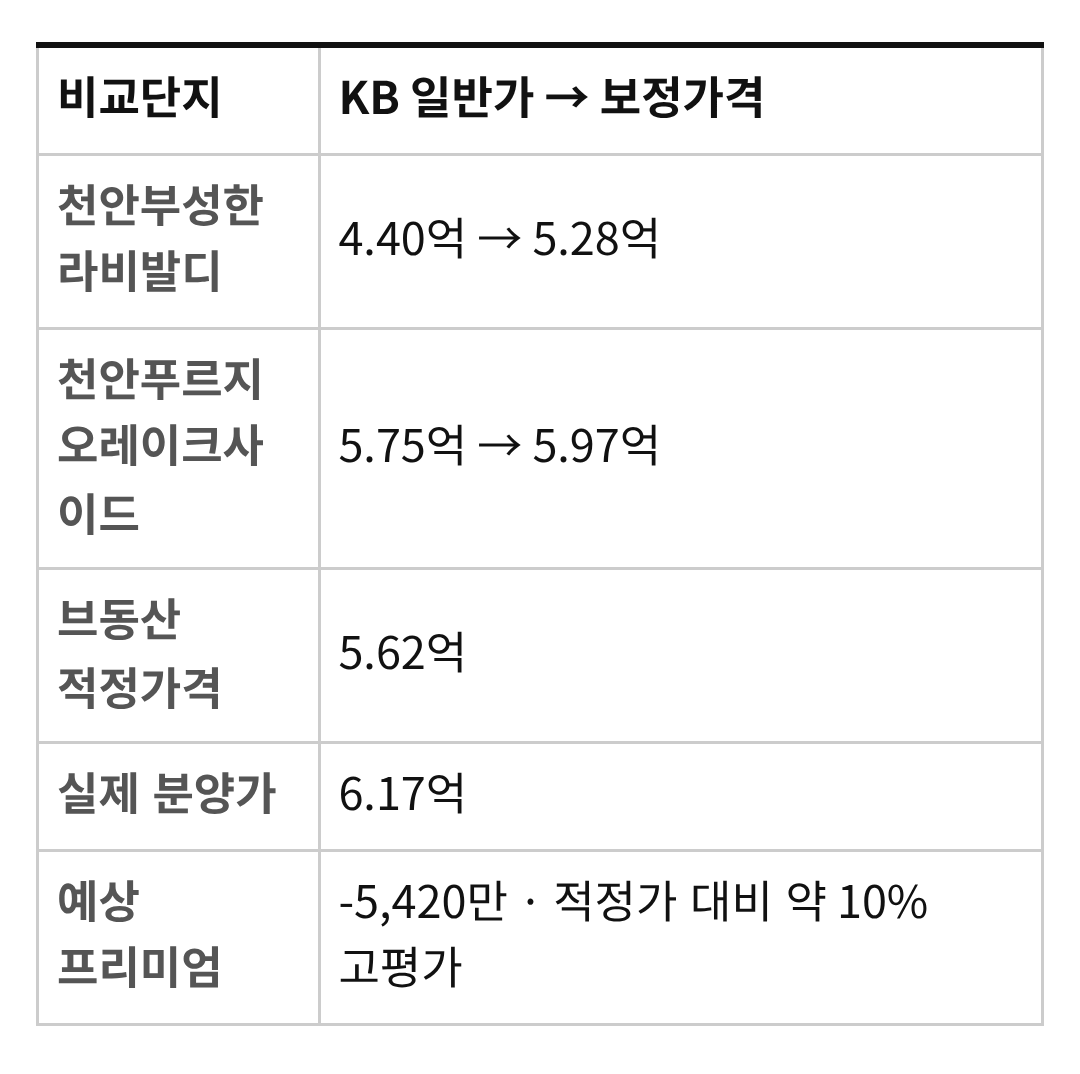 비교단지
KB 일반가 → 보정가격
천안부성한
라비발디
4.40억 → 5.28억
천안푸르지
오레이크사
이드
5.75억 → 5.97억
브동산
적정가격
5.62억
실제 분양가
6.17억
예상
프리미엄
-5,420만 · 적정가 대비 약 10%
고평가